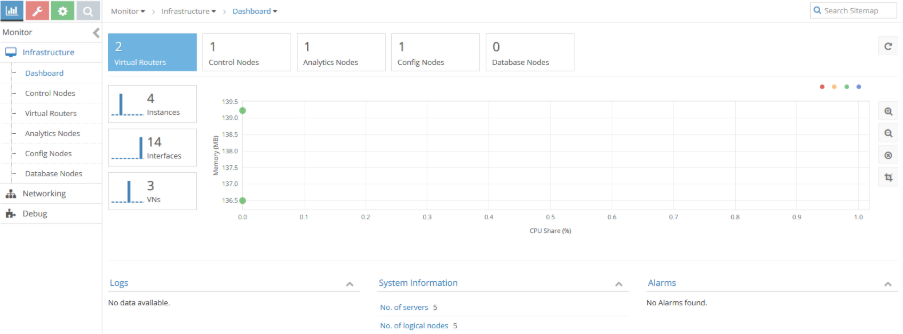 Monitor > Infrastructure > Dashboard
Search Sitemap
Monitor
Infrastructure
Dashboard
Control Nodes
Virtual Routers
Analytics Nodes
Config Nodes
Database Nodes
Networking
Debug
2
Virtual Routers
1
Control Nodes
1
Analytics Nodes
1
Config Nodes
0
Database Nodes
4
Instances
14
Interfaces
3
VNs
Memory (MB)
139.5
139.0
138.5
138.0
137.5
137.0
136.5
0.0 0.1 0.2 0.3 0.4 0.5 0.6 0.7 0.8 0.9 1.0
CPU Share (%)
Logs
No data available.
System Information
No. of servers 5
No. of logical nodes 5
Alarms
No Alarms found.